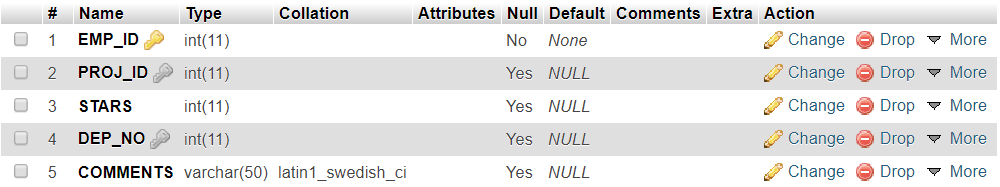 # Name Type Collation Attributes Null Default Comments Extra Action
1 EMP_ID int(11) No None Change Drop More
2 PROJ_ID int(11) Yes NULL Change Drop More
3 STARS int(11) Yes NULL Change Drop More
4 DEP_NO int(11) Yes NULL Change Drop More
5 COMMENTS varchar(50) latin1_swedish_ci Yes NULL Change Drop More